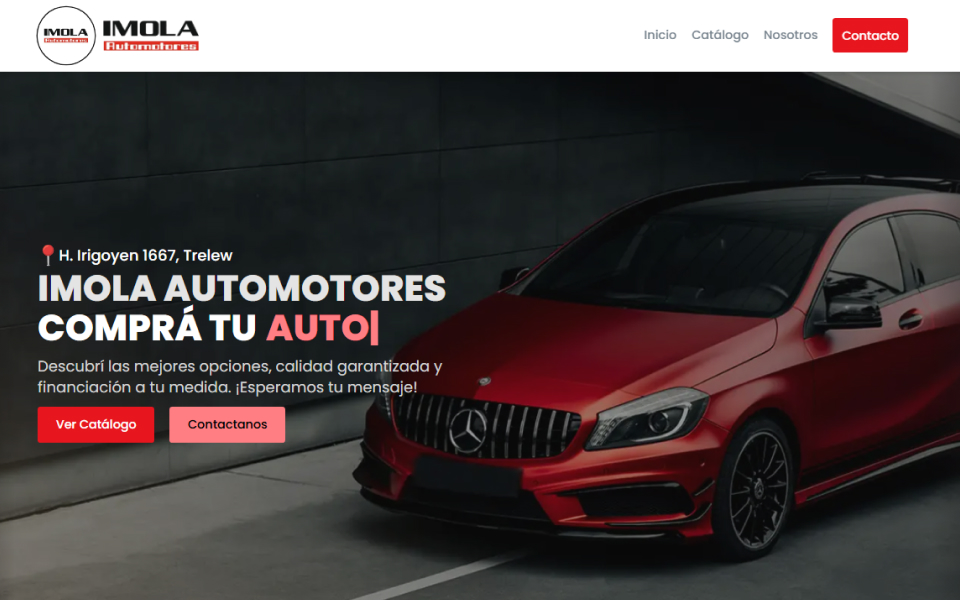 IMOLA
Automotores
IMOLA
Automotores
Inicio
Catálogo
Nosotros
Contacto
📍H. Irigoyen 1667, Trelew
IMOLA AUTOMOTORES
COMPRÁ TU AUTO|
Descubrí las mejores opciones, calidad garantizada y
financiación a tu medida. ¡Esperamos tu mensaje!
Ver Catálogo
Contactanos